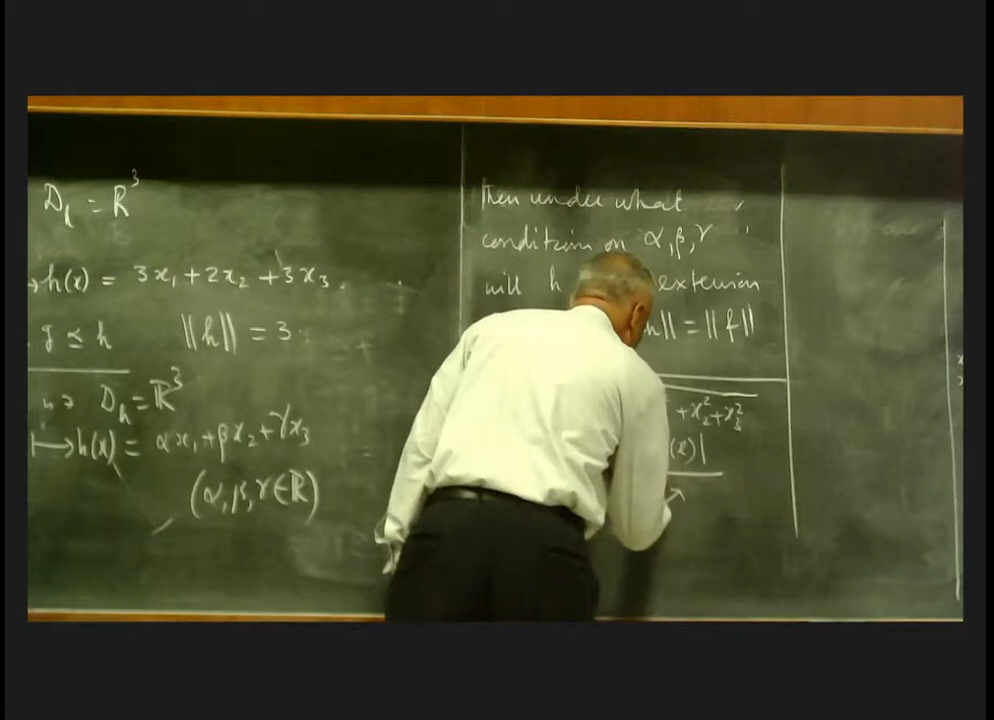 D_h = R^3
→ h(x) = 3x_1 + 2x_2 + 3x_3.
g ≤ h ||h|| = 3
D_h = R^3
↦ h(x) = αx_1 + βx_2 + γx_3
(α, β, γ ∈ R)
then under what
condition on α, β, γ
will h extension
|| = ||f||
+ x_2^2 + x_3^2
(x)|